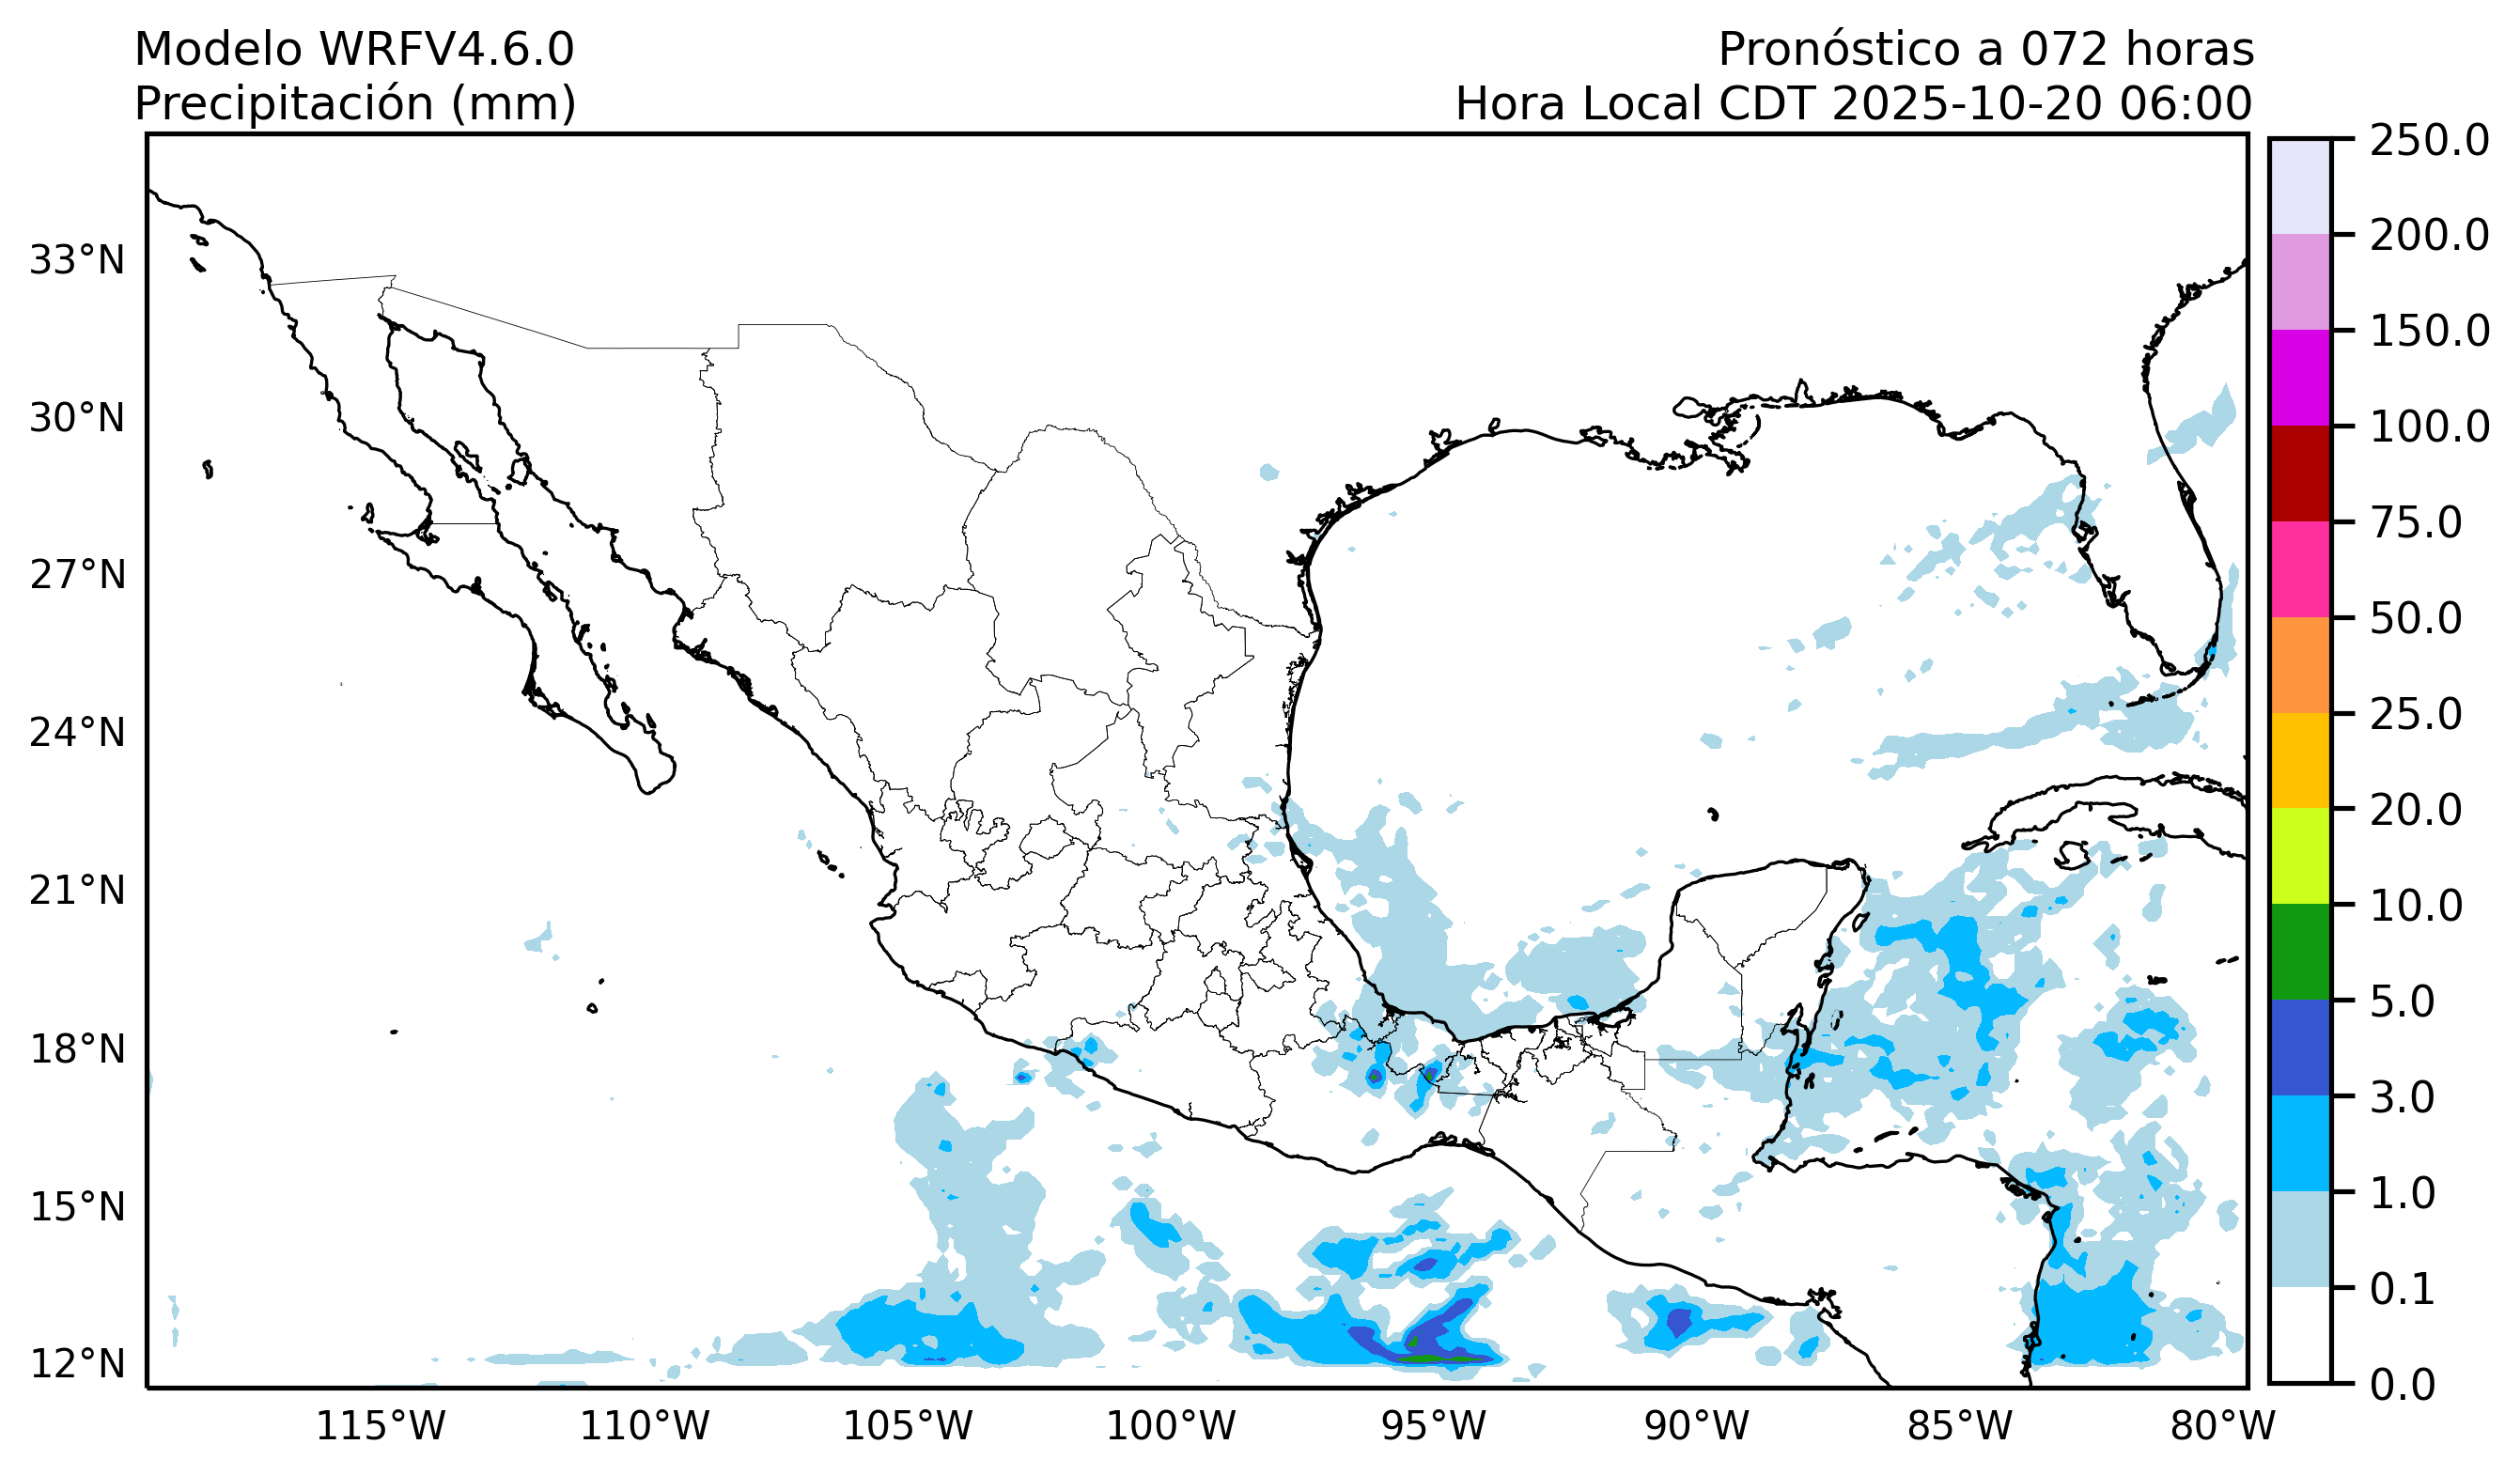 Modelo WRFV4.6.0
Pronóstico a 072 horas
Precipitación (mm)
Hora Local CDT 2025-10-20 06:00
250.0
200.0
150.0
100.0
75.0
50.0
25.0
20.0
10.0
5.0
3.0
1.0
0.1
0.0
33°N
30°N
27°N
24°N
21°N
18°N
15°N
12°N
115°W
110°W
105°W
100°W
95°W
90°W
85°W
80°W